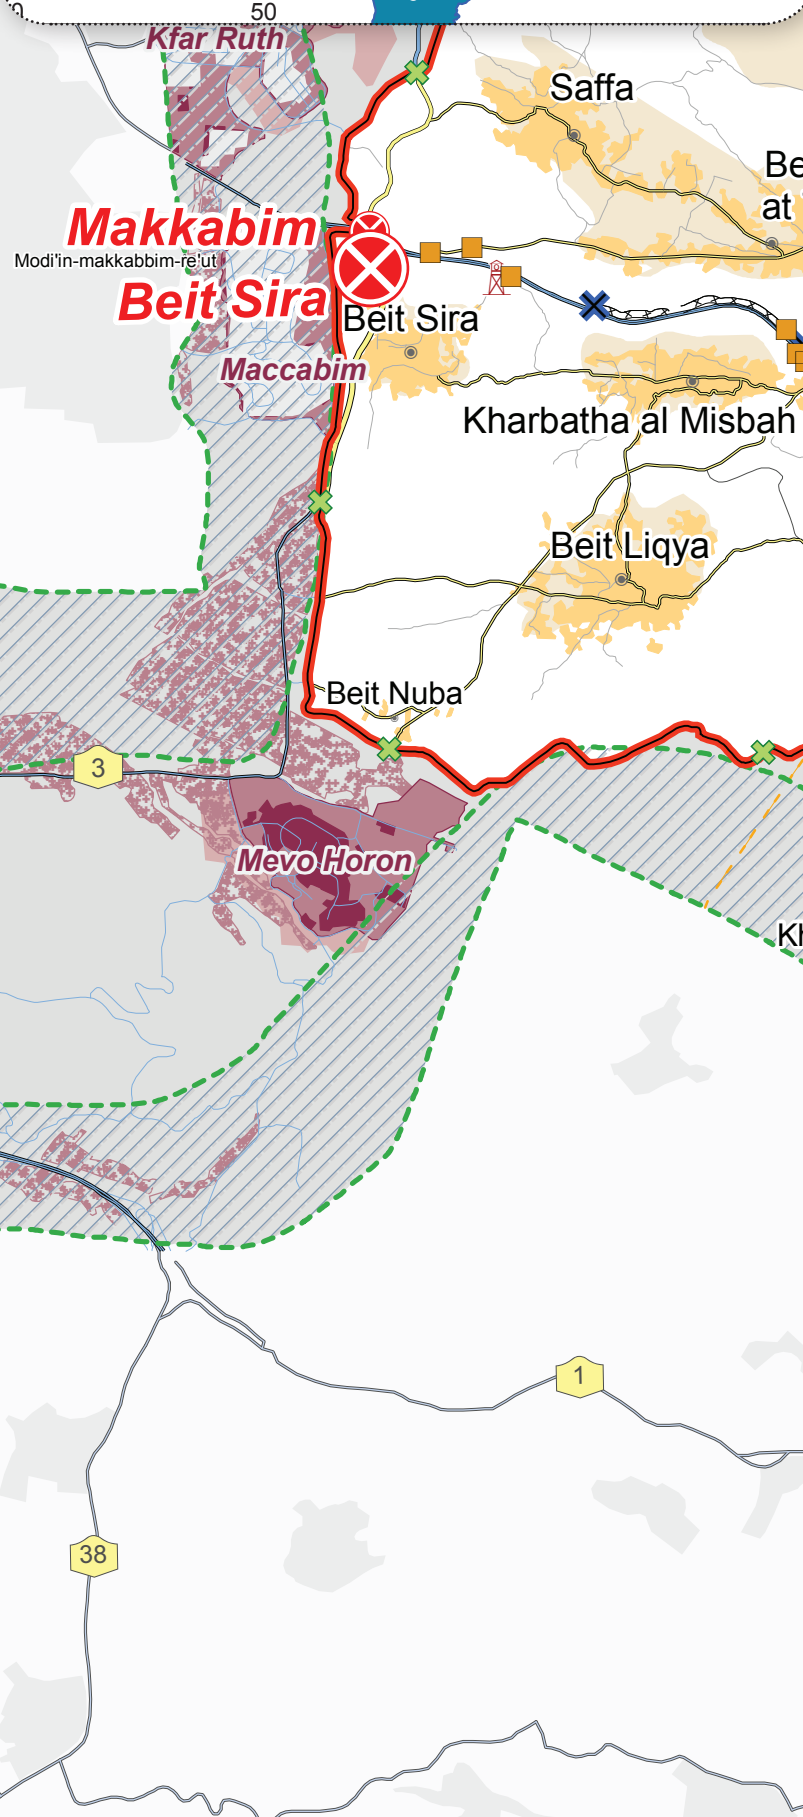 50
Kfar Ruth
Saffa
Be
at
Makkabim
Modi'in-makkabbim-re'ut
Beit Sira
Beit Sira
Maccabim
Kharbatha al Misbah
Beit Liqya
Beit Nuba
3
Mevo Horon
Kh
1
38